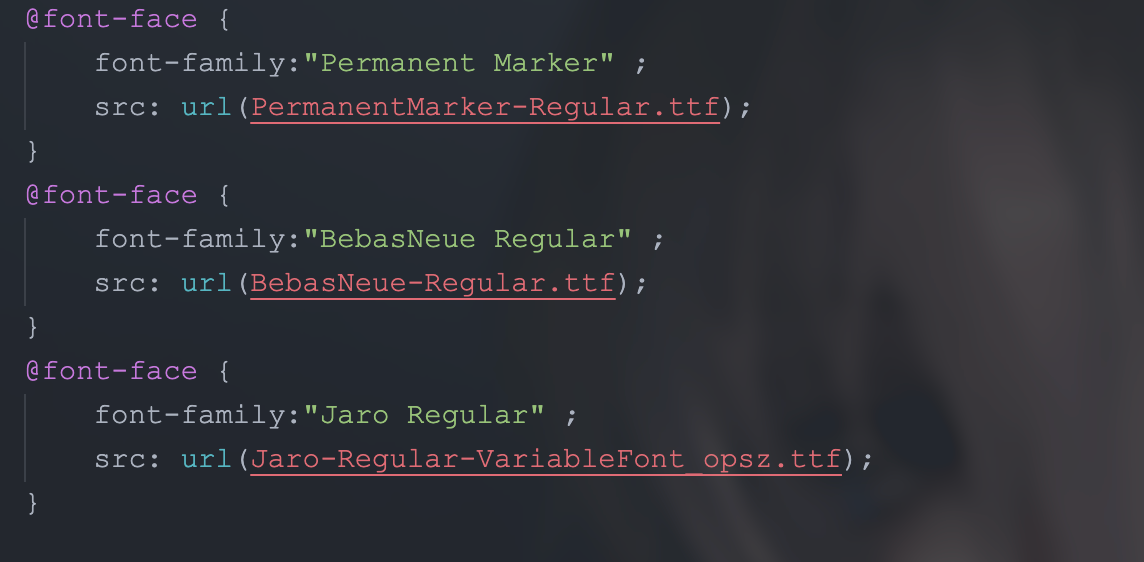 @font-face {
    font-family:"Permanent Marker" ;
    src: url(PermanentMarker-Regular.ttf);
}
@font-face {
    font-family:"BebasNeue Regular" ;
    src: url(BebasNeue-Regular.ttf);
}
@font-face {
    font-family:"Jaro Regular" ;
    src: url(Jaro-Regular-VariableFont_opsz.ttf);
}